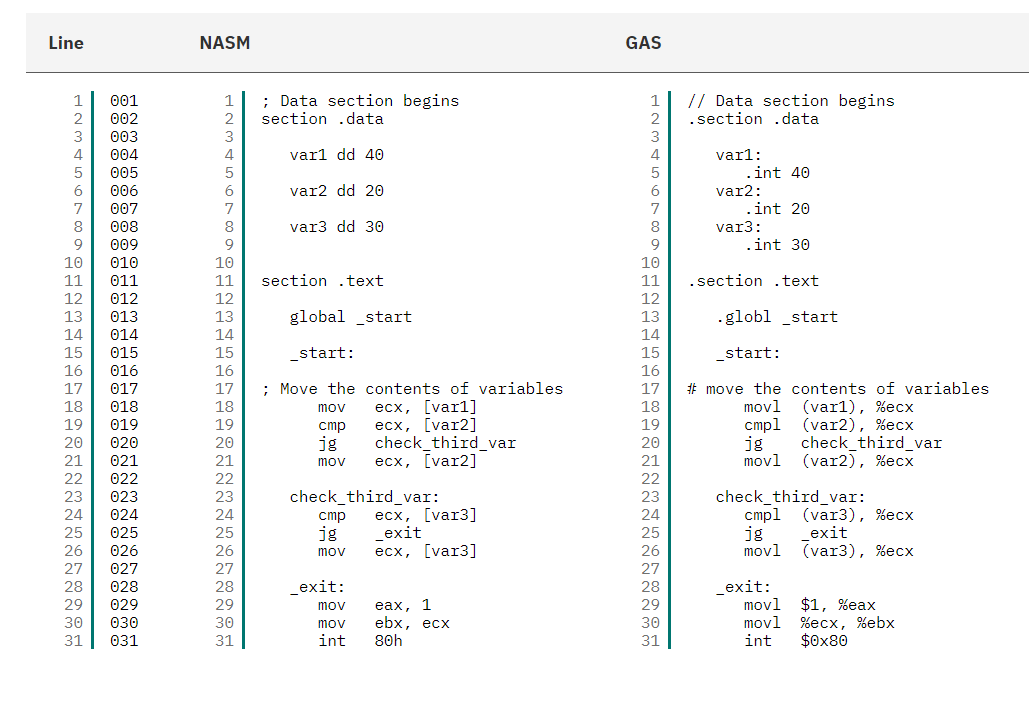 Line NASM GAS
1 001 1 ; Data section begins 1 // Data section begins
2 002 2 section .data 2 .section .data
3 003 3 3
4 004 4 var1 dd 40 4 var1:
5 005 5 5 .int 40
6 006 6 var2 dd 20 6 var2:
7 007 7 7 .int 20
8 008 8 var3 dd 30 8 var3:
9 009 9 9 .int 30
10 010 10 10
11 011 11 section .text 11 .section .text
12 012 12 12
13 013 13 global _start 13 .globl _start
14 014 14 14
15 015 15 _start: 15 _start:
16 016 16 16
17 017 17 ; Move the contents of variables 17 # move the contents of variables
18 018 18 mov ecx, [var1] 18 movl (var1), %ecx
19 019 19 cmp ecx, [var2] 19 cmpl (var2), %ecx
20 020 20 jg check_third_var 20 jg check_third_var
21 021 21 mov ecx, [var2] 21 movl (var2), %ecx
22 022 22 22
23 023 23 check_third_var: 23 check_third_var:
24 024 24 cmp ecx, [var3] 24 cmpl (var3), %ecx
25 025 25 jg _exit 25 jg _exit
26 026 26 mov ecx, [var3] 26 movl (var3), %ecx
27 027 27 27
28 028 28 _exit: 28 _exit:
29 029 29 mov eax, 1 29 movl $1, %eax
30 030 30 mov ebx, ecx 30 movl %ecx, %ebx
31 031 31 int 80h 31 int $0x80